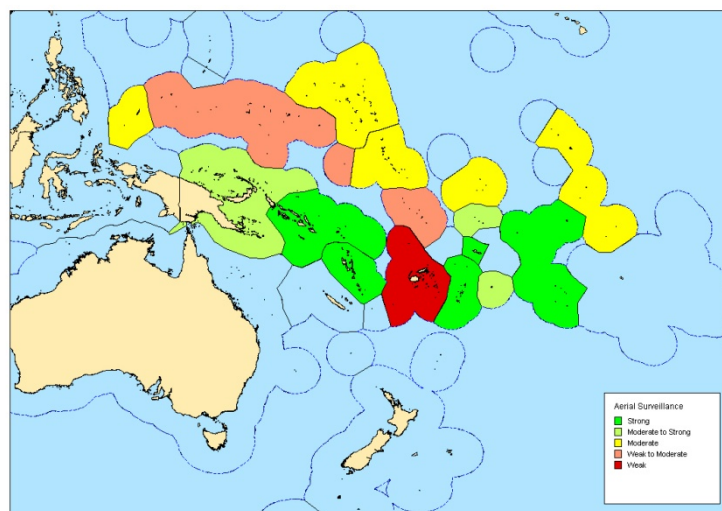 Aerial Surveillance
Strong
Moderate to Strong
Moderate
Weak to Moderate
Weak